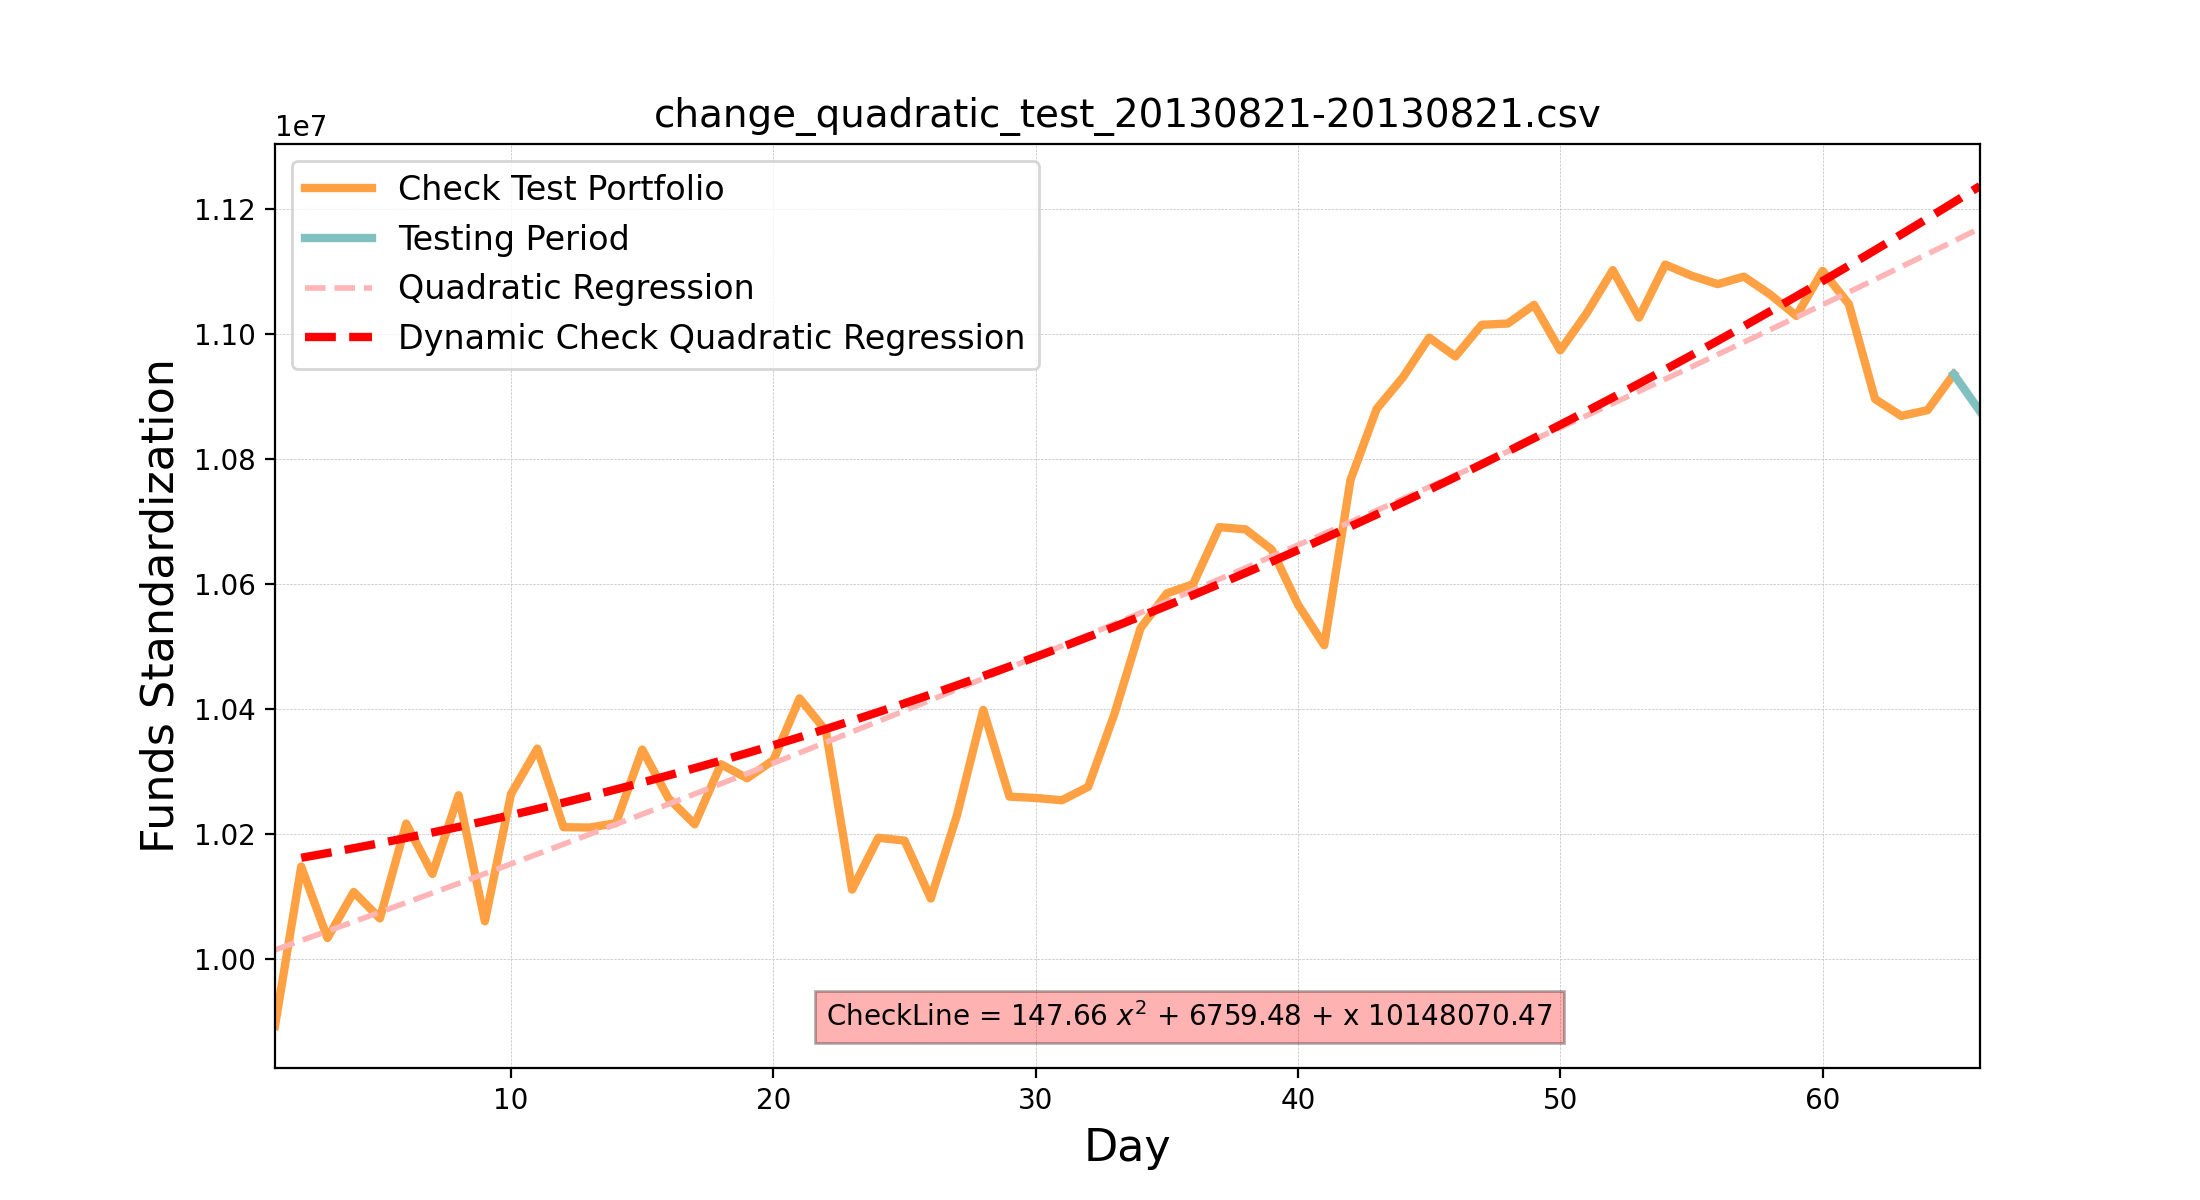 change_quadratic_test_20130821-20130821.csv
1e7
Check Test Portfolio
Testing Period
Quadratic Regression
Dynamic Check Quadratic Regression
1.12
1.10
1.08
1.06
1.04
1.02
1.00
Funds Standardization
CheckLine = 147.66 x² + 6759.48 + x 10148070.47
10 20 30 40 50 60
Day